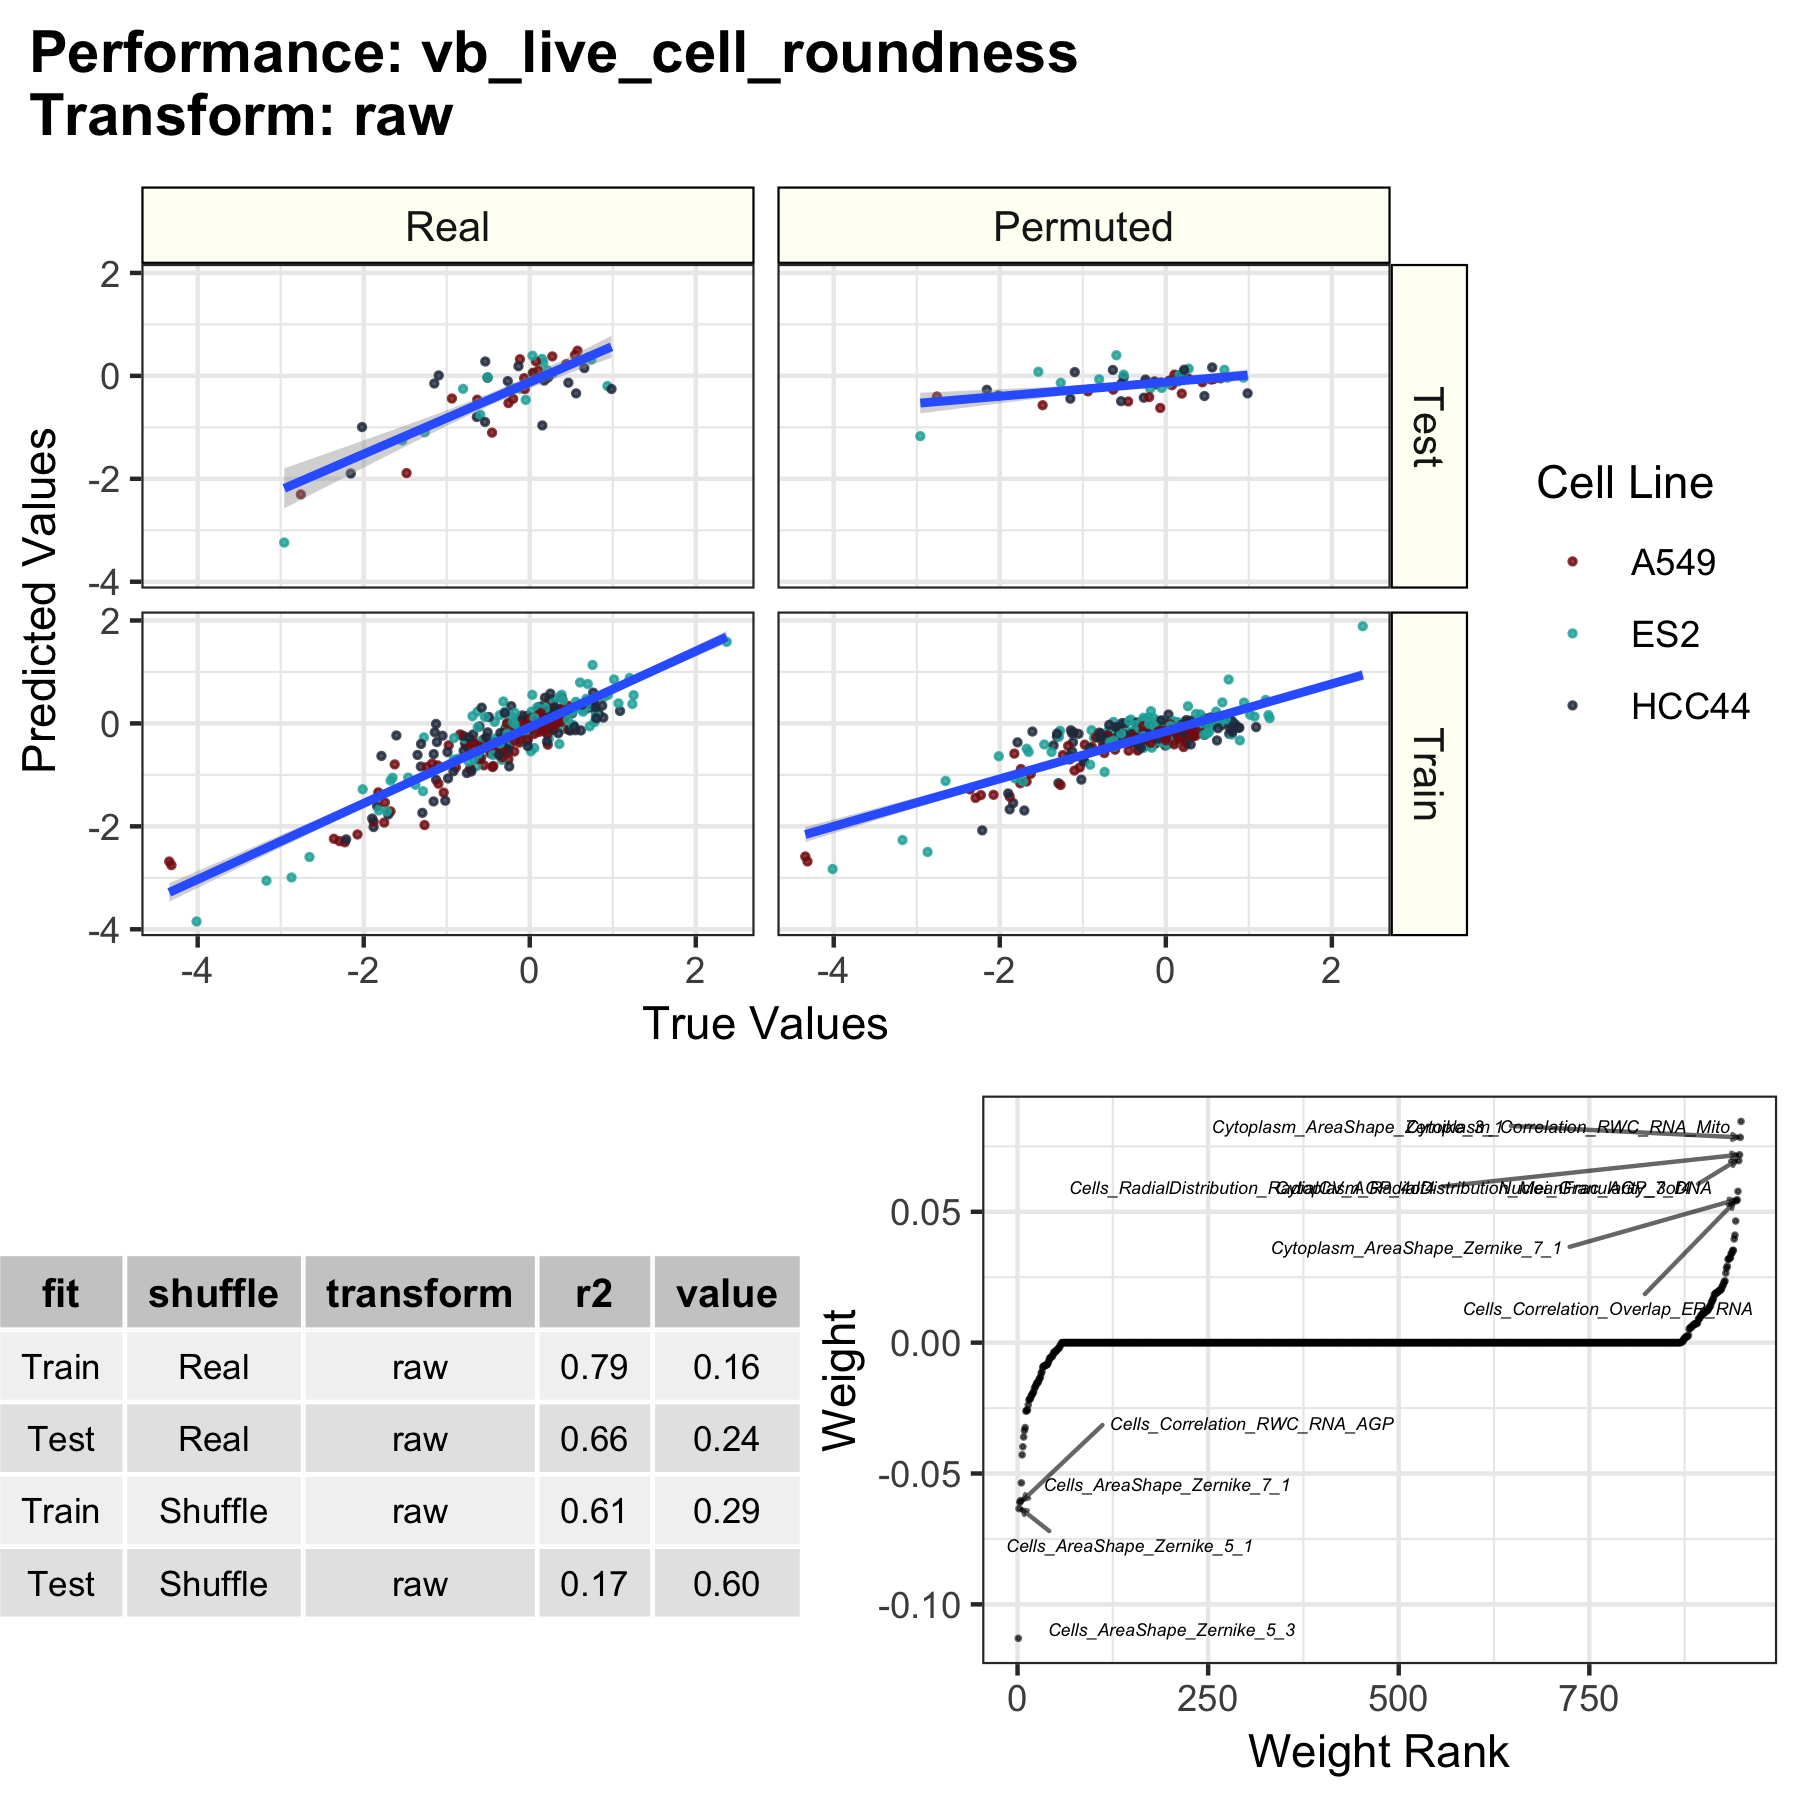 Performance: vb_live_cell_roundness
Transform: raw
Real
Permuted
2
0
-2
-4
Test
2
0
-2
-4
Train
Predicted Values
-4
-2
0
2
-4
-2
0
2
True Values
Cell Line
A549
ES2
HCC44
fit shuffle transform r2 value
Train Real raw 0.79 0.16
Test Real raw 0.66 0.24
Train Shuffle raw 0.61 0.29
Test Shuffle raw 0.17 0.60
Weight
0.05
0.00
-0.05
-0.10
Cytoplasm_AreaShape_Zernike_3_1
Cytoplasm_Correlation_RWC_RNA_Mito
Cells_RadialDistribution_RadialCV_AGP_4of4
Cytoplasm_AreaShape_Zernike_7_1
Cells_Correlation_Overlap_ER_RNA
Cells_Correlation_RWC_RNA_AGP
Cells_AreaShape_Zernike_7_1
Cells_AreaShape_Zernike_5_1
Cells_AreaShape_Zernike_5_3
0
250
500
750
Weight Rank